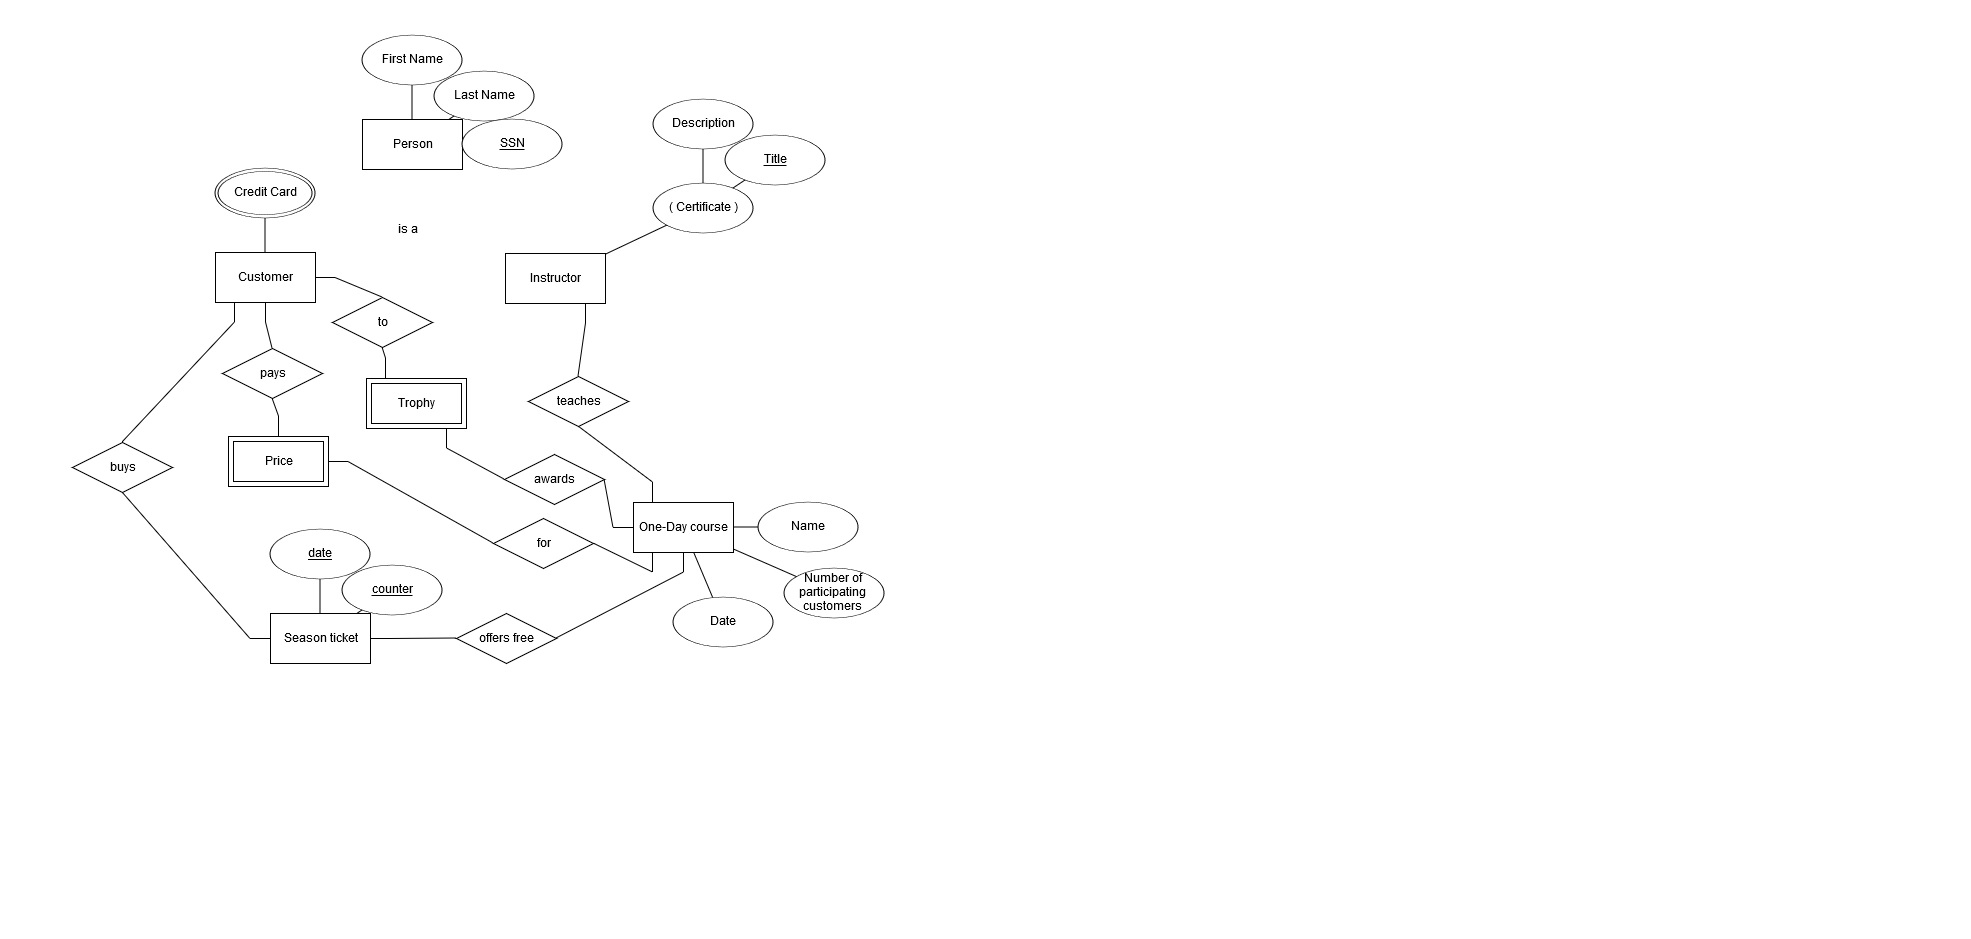 First Name
Last Name
Person
SSN
Description
Title
( Certificate )
Credit Card
is a
Customer
Instructor
to
pays
Trophy
teaches
buys
Price
awards
for
One-Day course
Name
date
counter
Number of
participating
customers
Date
Season ticket
offers free